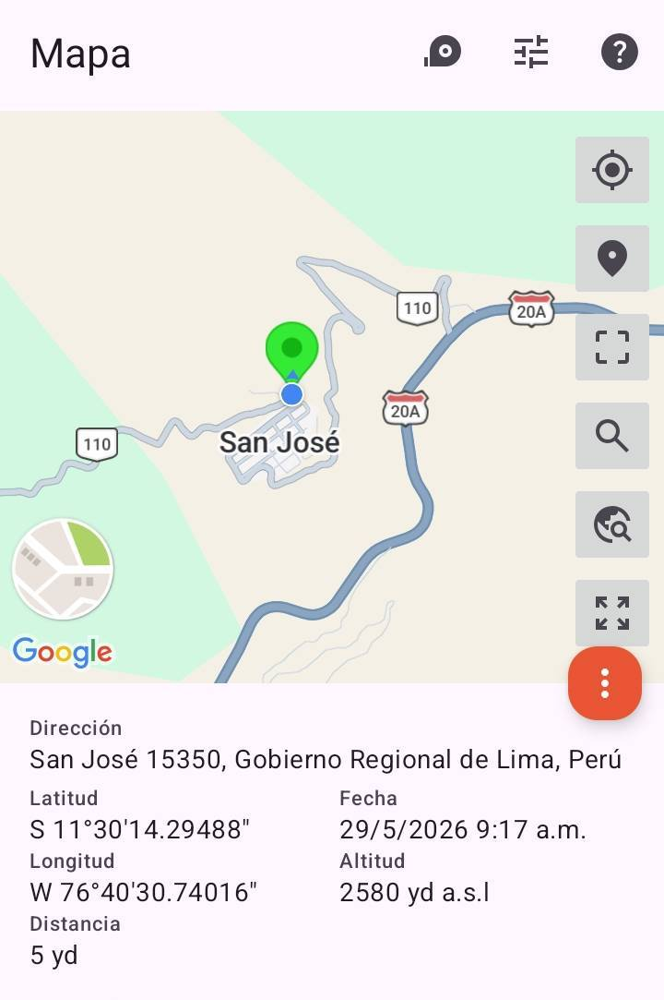 Mapa
110
20A
20A
San José
110
Google
Dirección
San José 15350, Gobierno Regional de Lima, Perú
Latitud
Fecha
S 11°30'14.29488"
29/5/2026 9:17 a.m.
Longitud
Altitud
W 76°40'30.74016"
2580 yd a.s.l
Distancia
5 yd